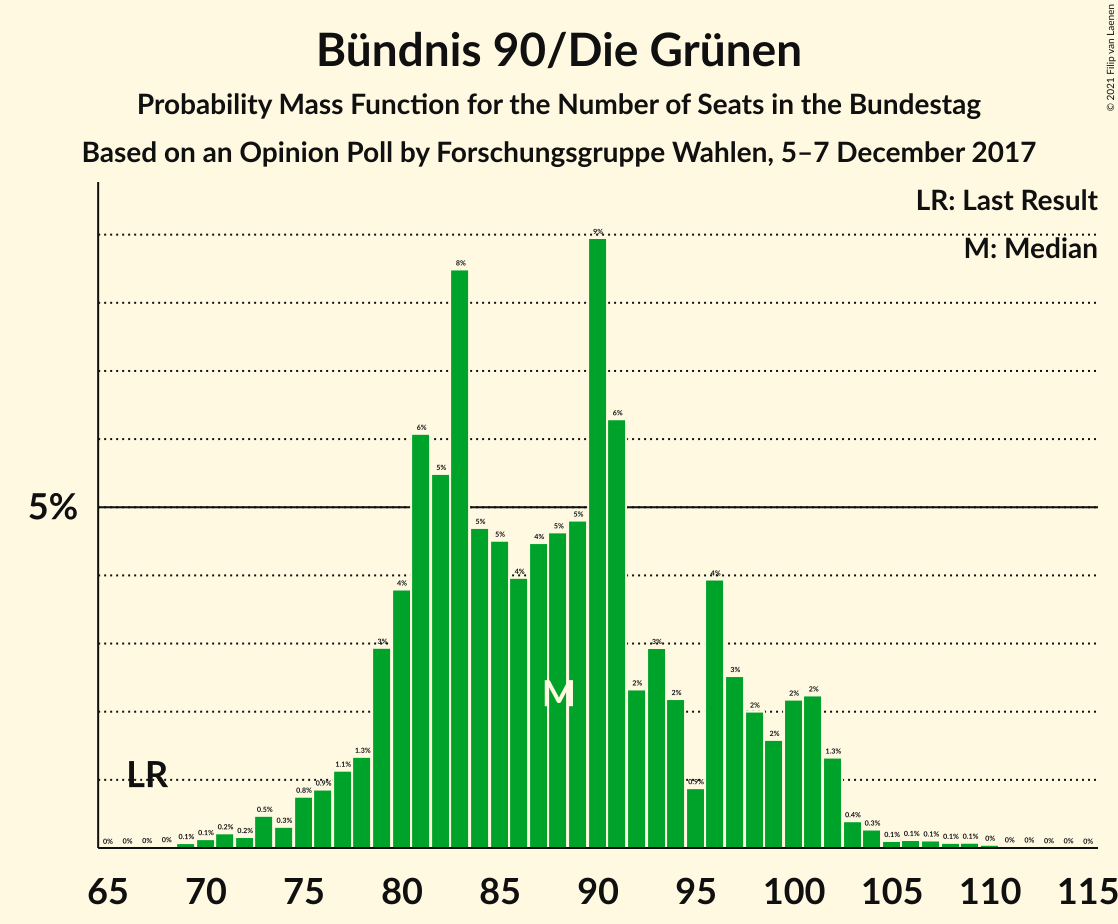 © 2021 Filip van Laenen
Bündnis 90/Die Grünen
Probability Mass Function for the Number of Seats in the Bundestag
Based on an Opinion Poll by Forschungsgruppe Wahlen, 5–7 December 2017
LR: Last Result
M: Median
5%
0% 0% 0% 0% 0.1% 0.1% 0.2% 0.2% 0.5% 0.3% 0.8% 0.9% 1.1% 1.3% 3% 4% 6% 5% 8% 5% 5% 4% 4% 5% 5% 9% 6% 2% 3% 2% 0.9% 4% 3% 2% 2% 2% 2% 1.3% 0.4% 0.3% 0.1% 0.1% 0.1% 0.1% 0.1% 0% 0% 0% 0% 0% 0%
M
LR
65 70 75 80 85 90 95 100 105 110 115